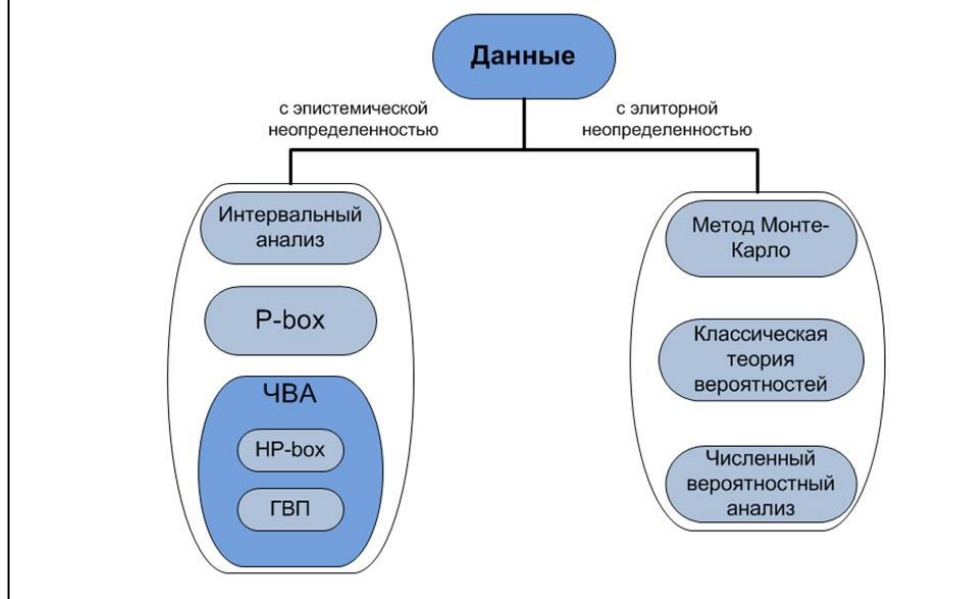 Данные
с эпистемической
неопределенностью
с элиторной
неопределенностью
Интервальный
анализ
P-box
ЧВА
HP-box
ГВП
Метод Монте-
Карло
Классическая
теория
вероятностей
Численный
вероятностный
анализ